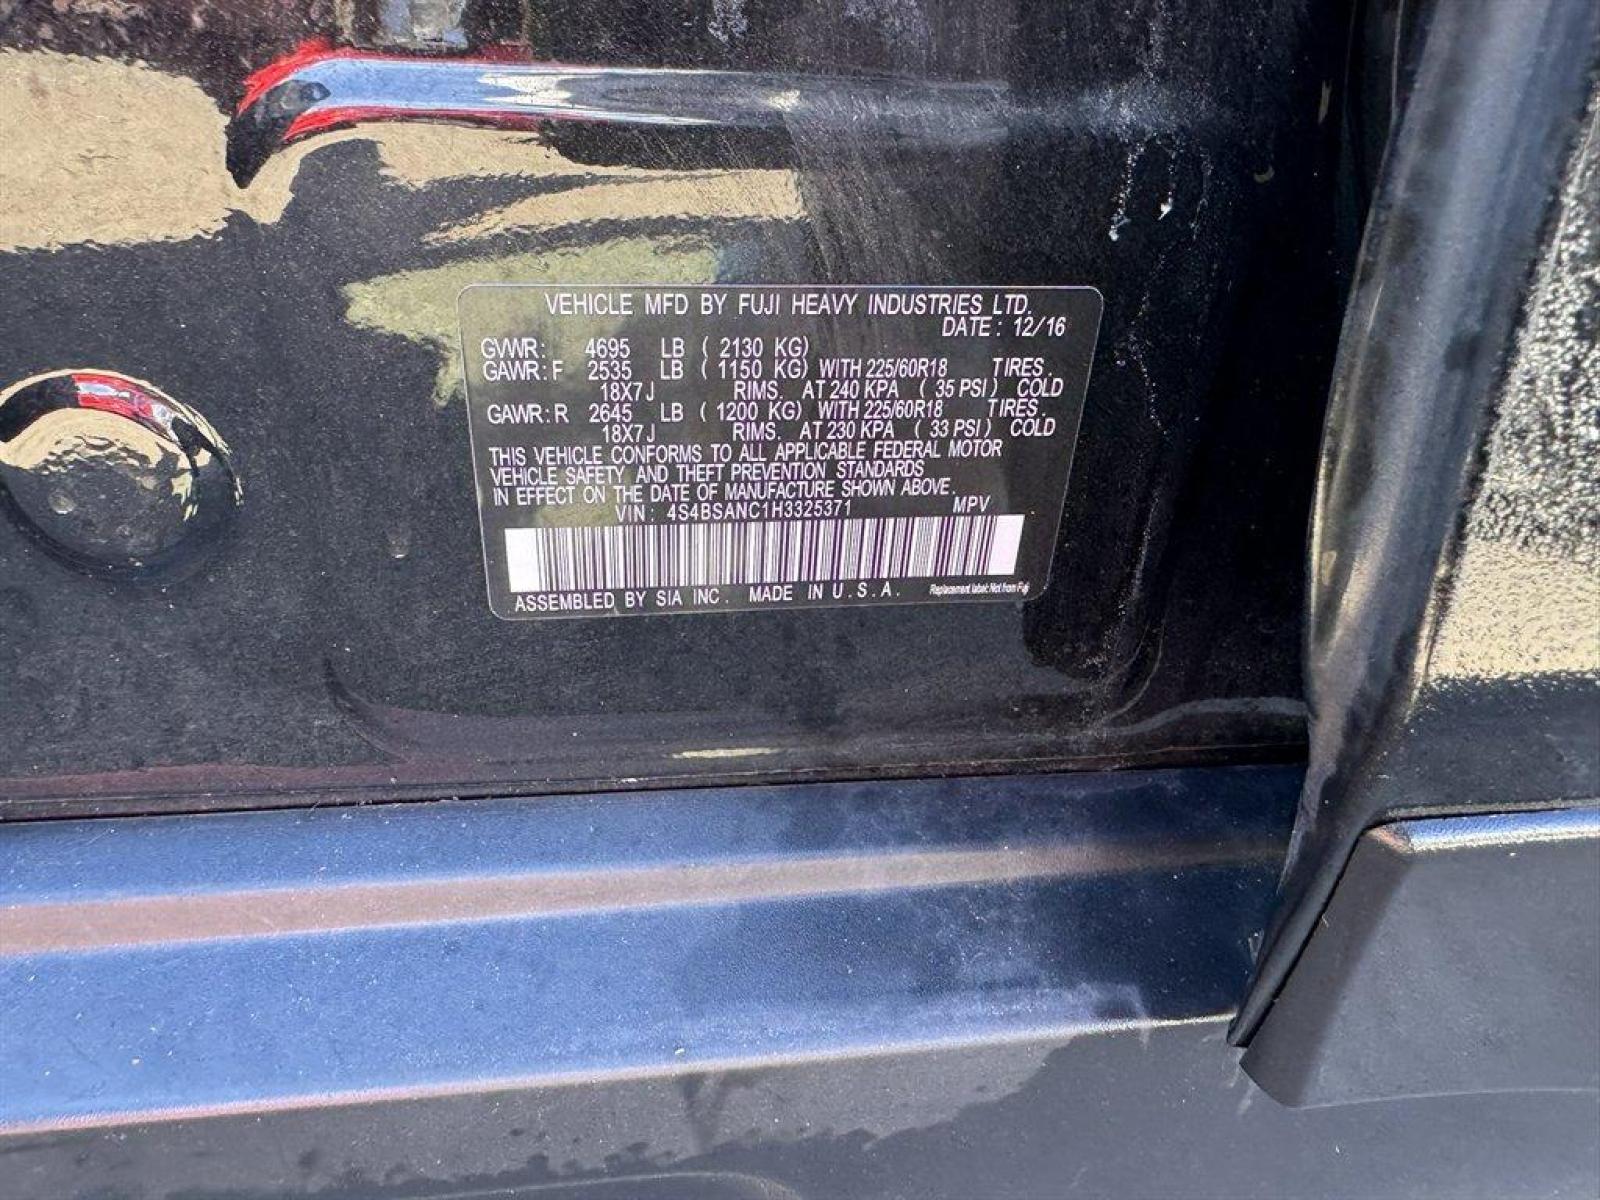 VEHICLE MFD BY FUJI HEAVY INDUSTRIES LTD.
DATE: 12/16
GVWR: 4695 LB ( 2130 KG)
GAWR: F 2535 LB ( 1150 KG) WITH 225/60R18 TIRES.
18X7J RIMS. AT 240 KPA ( 35 PSI) COLD
GAWR: R 2645 LB ( 1200 KG) WITH 225/60R18 TIRES.
18X7J RIMS. AT 230 KPA ( 33 PSI) COLD
THIS VEHICLE CONFORMS TO ALL APPLICABLE FEDERAL MOTOR
VEHICLE SAFETY AND THEFT PREVENTION STANDARDS
IN EFFECT ON THE DATE OF MANUFACTURE SHOWN ABOVE.
VIN: 4S4BSANC1H3325371 MPV
ASSEMBLED BY SIA INC. MADE IN U.S.A. Replacement label: Not from Fuji